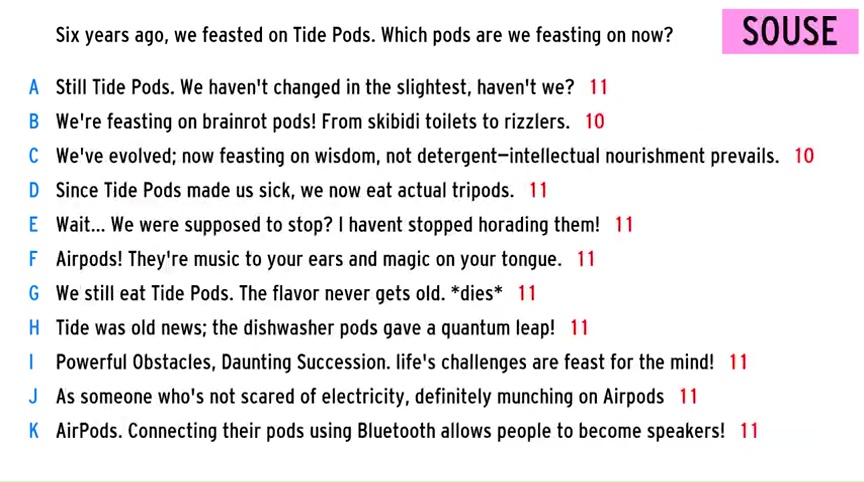 Six years ago, we feasted on Tide Pods. Which pods are we feasting on now?
SOUSE
A Still Tide Pods. We haven't changed in the slightest, haven't we? 11
B We're feasting on brainrot pods! From skibidi toilets to rizzlers. 10
C We've evolved; now feasting on wisdom, not detergent—intellectual nourishment prevails. 10
D Since Tide Pods made us sick, we now eat actual tripods. 11
E Wait... We were supposed to stop? I havent stopped horading them! 11
F Airpods! They're music to your ears and magic on your tongue. 11
G We still eat Tide Pods. The flavor never gets old. *dies* 11
H Tide was old news; the dishwasher pods gave a quantum leap! 11
I Powerful Obstacles, Daunting Succession. life's challenges are feast for the mind! 11
J As someone who's not scared of electricity, definitely munching on Airpods 11
K AirPods. Connecting their pods using Bluetooth allows people to become speakers! 11